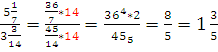 5 1/7 / 3 3/14 = 36/7 *14 / 45/14 *14 = 36⁴*2 / 45₅ = 8/5 = 1 3/5